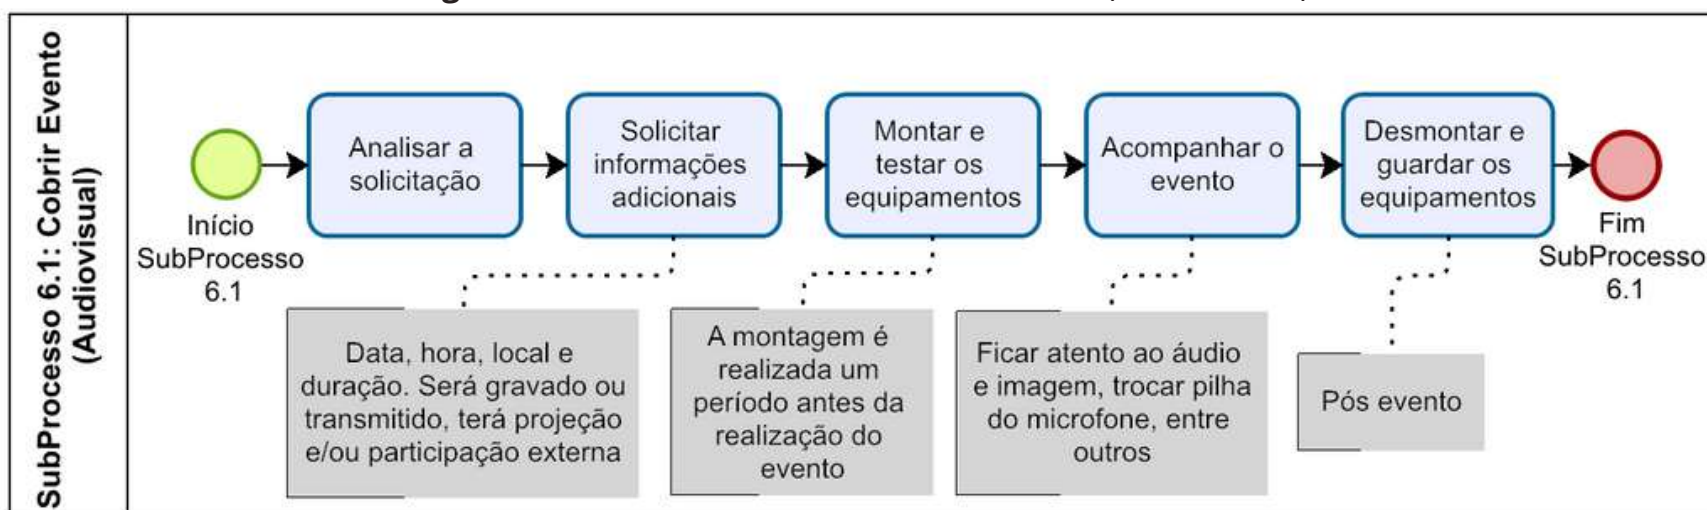 SubProcesso 6.1: Cobrir Evento
(Audiovisual)
Início
SubProcesso
6.1
Analisar a
solicitação
Solicitar
informações
adicionais
Montar e
testar os
equipamentos
Acompanhar o
evento
Desmontar e
guardar os
equipamentos
Fim
SubProcesso
6.1
Data, hora, local e
duração. Será gravado ou
transmitido, terá projeção
e/ou participação externa
A montagem é
realizada um
período antes da
realização do
evento
Ficar atento ao áudio
e imagem, trocar pilha
do microfone, entre
outros
Pós evento